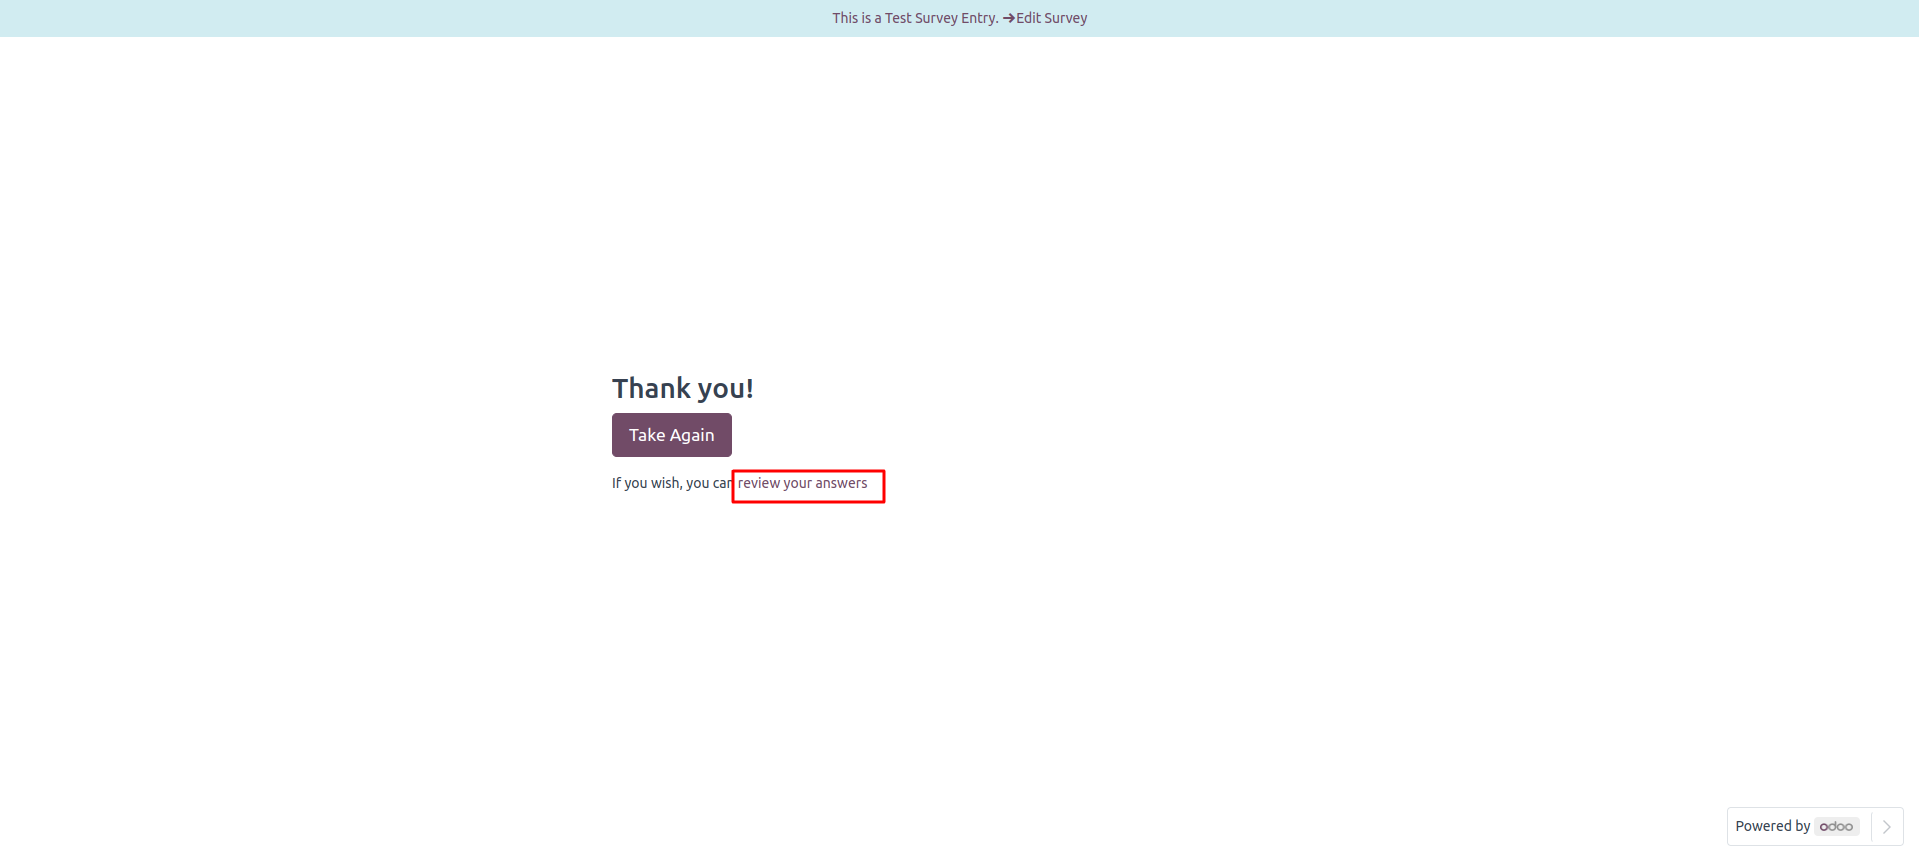 This is a Test Survey Entry. ➔Edit Survey
Thank you!
Take Again
If you wish, you can review your answers
Powered by odoo